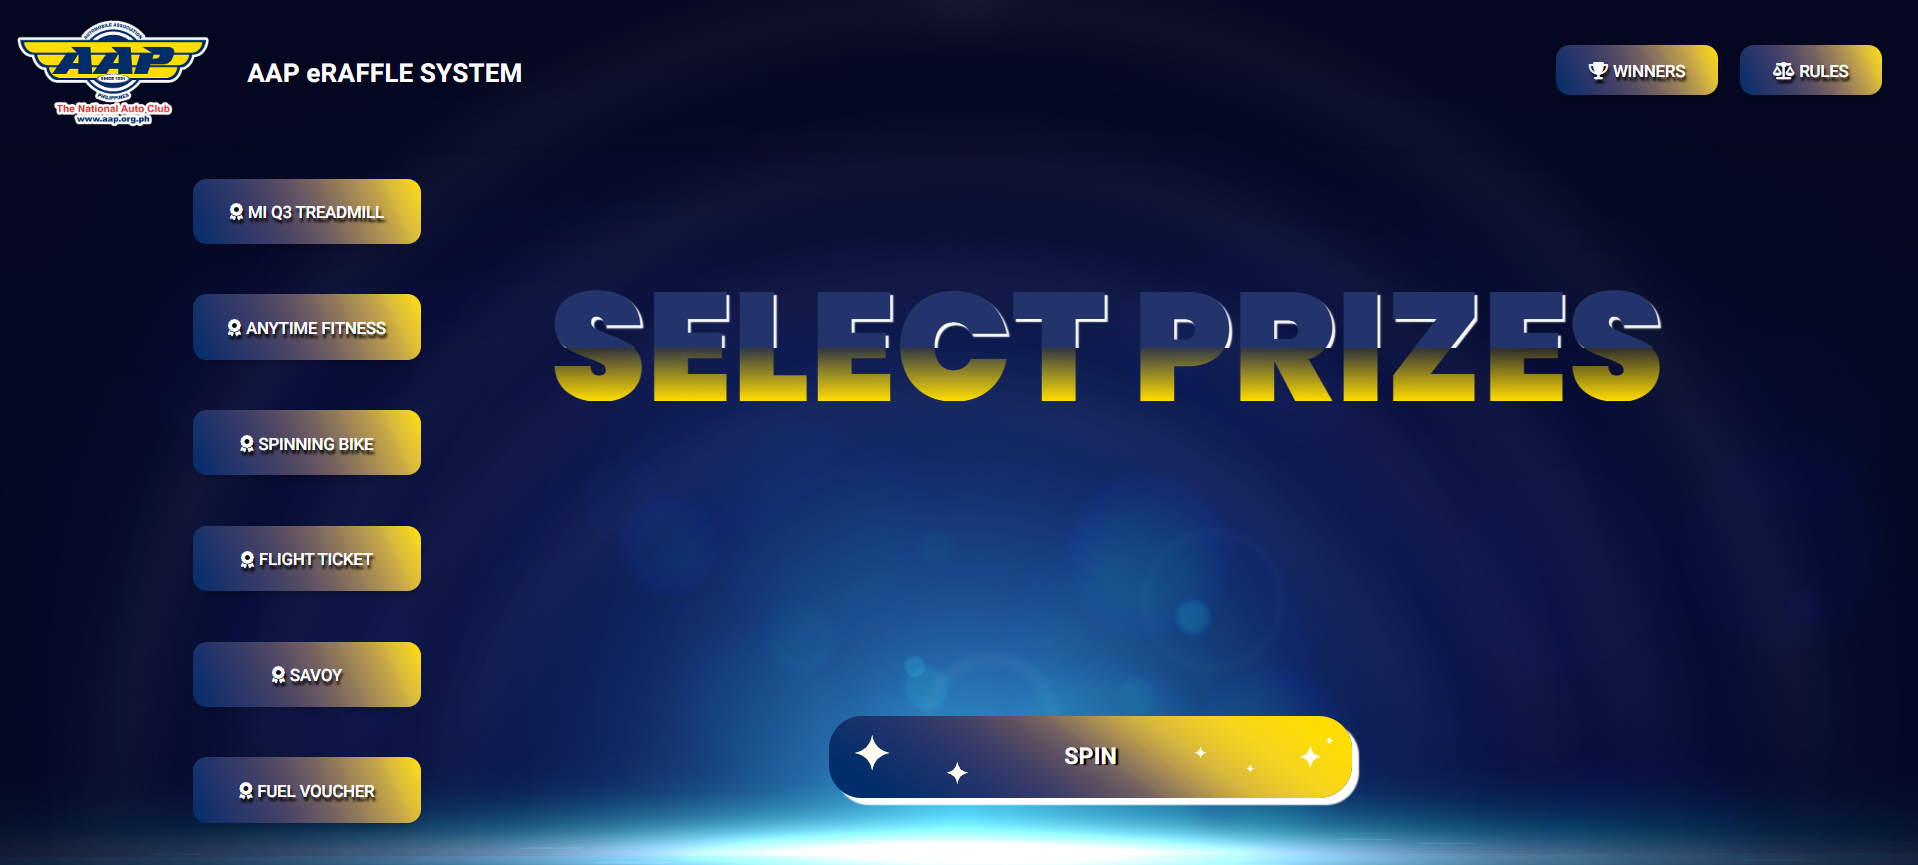 AUTOMOBILE ASSOCIATION
AAP
SINCE 1931
PHILIPPINES
The National Auto Club
www.aap.org.ph
AAP eRAFFLE SYSTEM
WINNERS
RULES
MI Q3 TREADMILL
ANYTIME FITNESS
SPINNING BIKE
FLIGHT TICKET
SAVOY
FUEL VOUCHER
SELECT PRIZES
SPIN